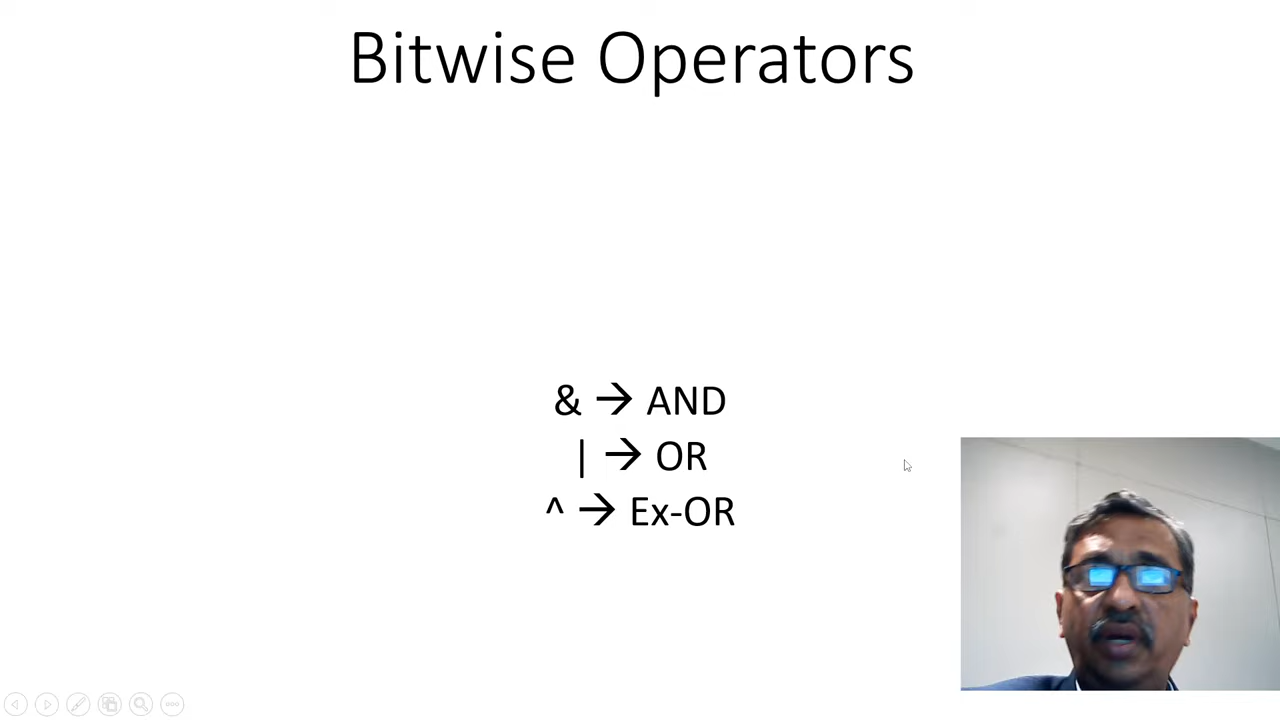 Bitwise Operators
& → AND
| → OR
^ → Ex-OR